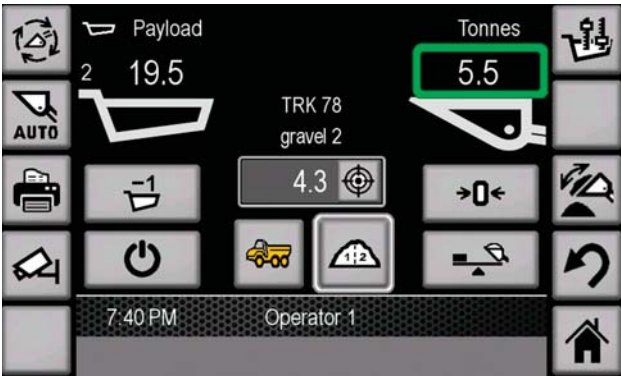 Payload
Tonnes
2 19.5
5.5
AUTO
TRK 78
gravel 2
-1
4.3
0
1 2
7:40 PM
Operator 1